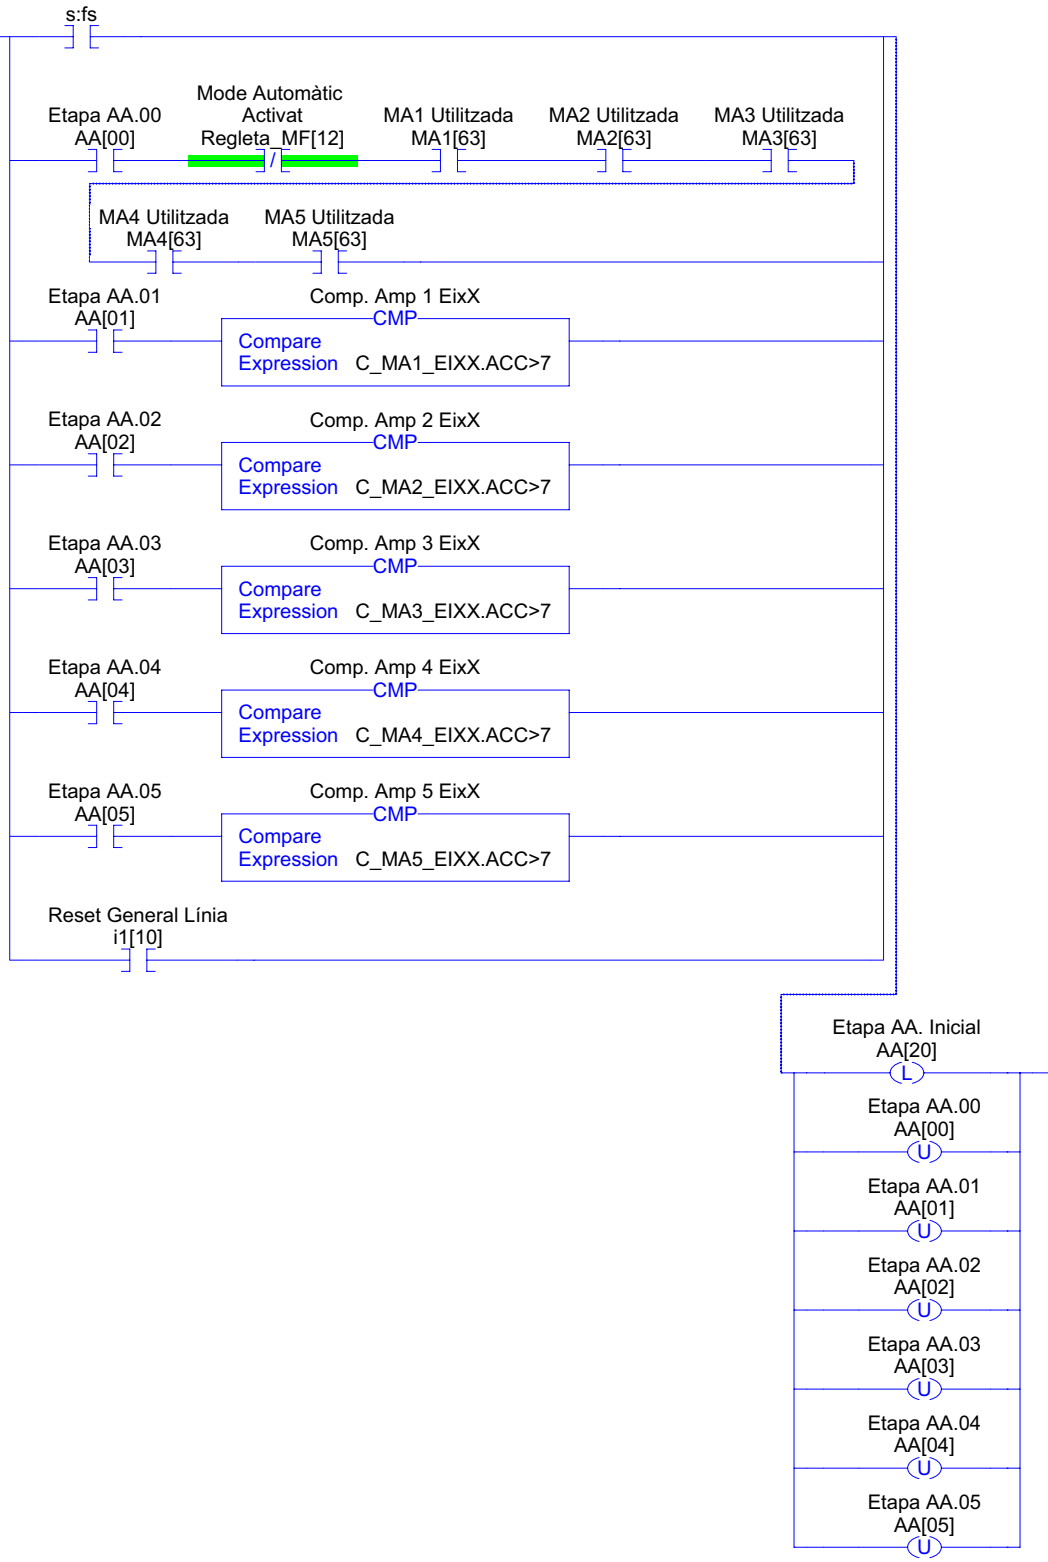 s:fs
Mode Automàtic
Etapa AA.00 Activat MA1 Utilitzada MA2 Utilitzada MA3 Utilitzada
AA[00] Regleta_MF[12] MA1[63] MA2[63] MA3[63]
/
MA4 Utilitzada MA5 Utilitzada
MA4[63] MA5[63]
Etapa AA.01 Comp. Amp 1 EixX
AA[01] CMP
Compare
Expression C_MA1_EIXX.ACC>7
Etapa AA.02 Comp. Amp 2 EixX
AA[02] CMP
Compare
Expression C_MA2_EIXX.ACC>7
Etapa AA.03 Comp. Amp 3 EixX
AA[03] CMP
Compare
Expression C_MA3_EIXX.ACC>7
Etapa AA.04 Comp. Amp 4 EixX
AA[04] CMP
Compare
Expression C_MA4_EIXX.ACC>7
Etapa AA.05 Comp. Amp 5 EixX
AA[05] CMP
Compare
Expression C_MA5_EIXX.ACC>7
Reset General Línia
i1[10]
Etapa AA. Inicial
AA[20]
L
Etapa AA.00
AA[00]
U
Etapa AA.01
AA[01]
U
Etapa AA.02
AA[02]
U
Etapa AA.03
AA[03]
U
Etapa AA.04
AA[04]
U
Etapa AA.05
AA[05]
U